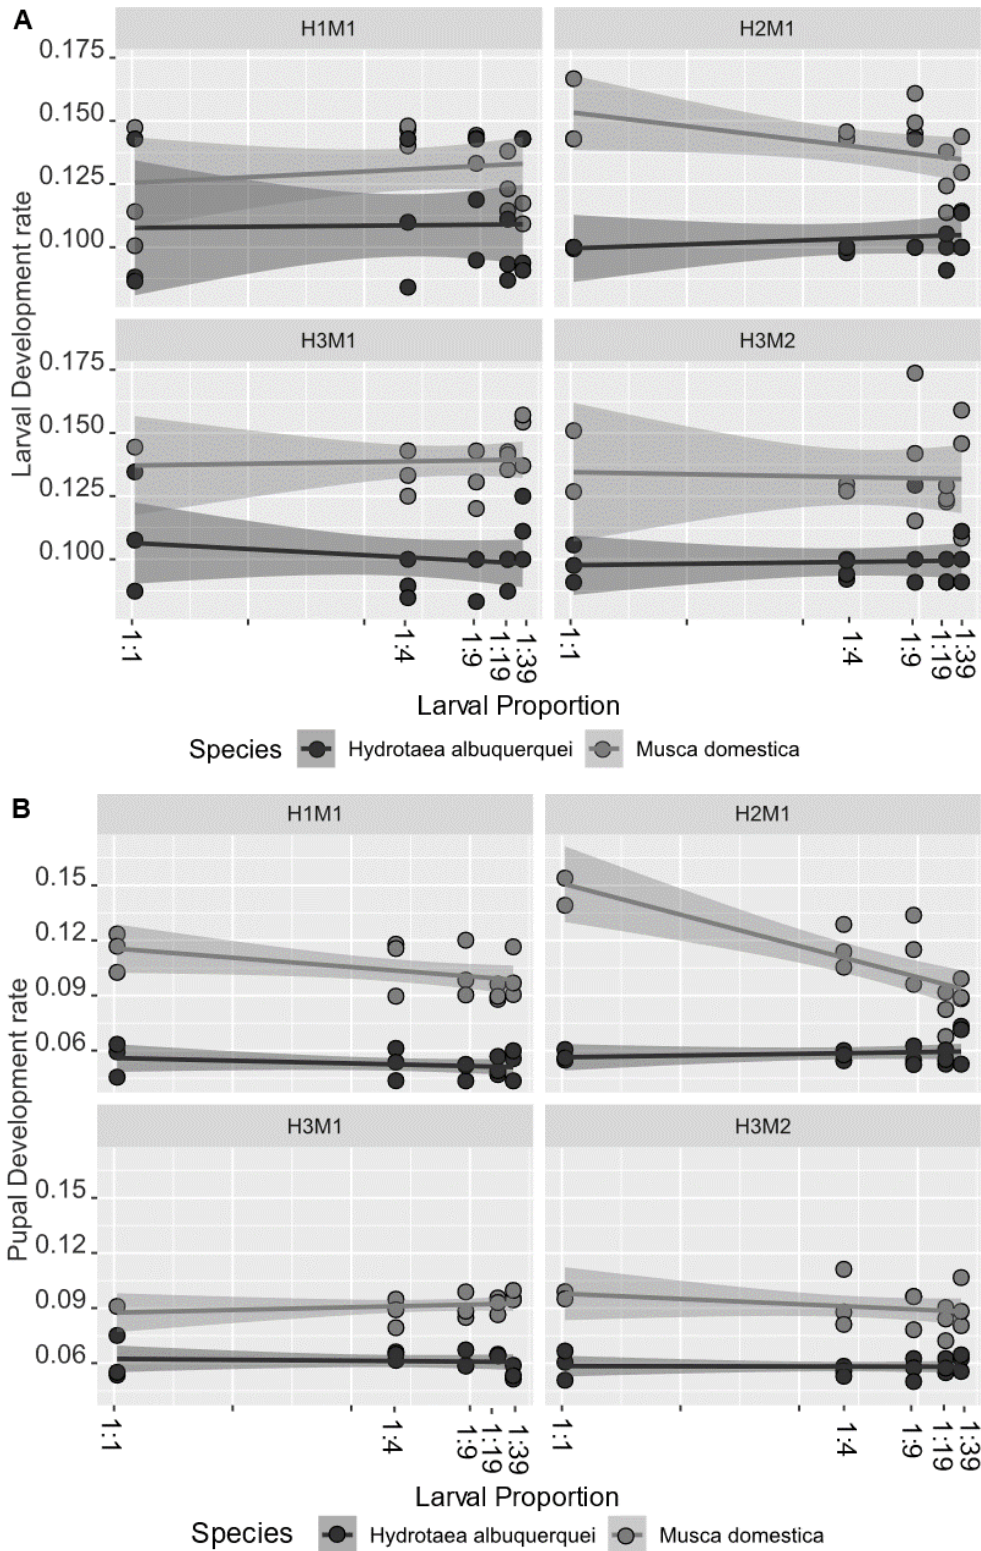 A
H1M1
H2M1
0.175
0.150
0.125
0.100
H3M1
H3M2
0.175
0.150
0.125
0.100
Larval Development rate
1:1
1:4
1:9
1:19
1:39
1:1
1:4
1:9
1:19
1:39
Larval Proportion
Species Hydrotaea albuquerquei Musca domestica
B
H1M1
H2M1
0.15
0.12
0.09
0.06
H3M1
H3M2
0.15
0.12
0.09
0.06
Pupal Development rate
1:1
1:4
1:9
1:19
1:39
1:1
1:4
1:9
1:19
1:39
Larval Proportion
Species Hydrotaea albuquerquei Musca domestica